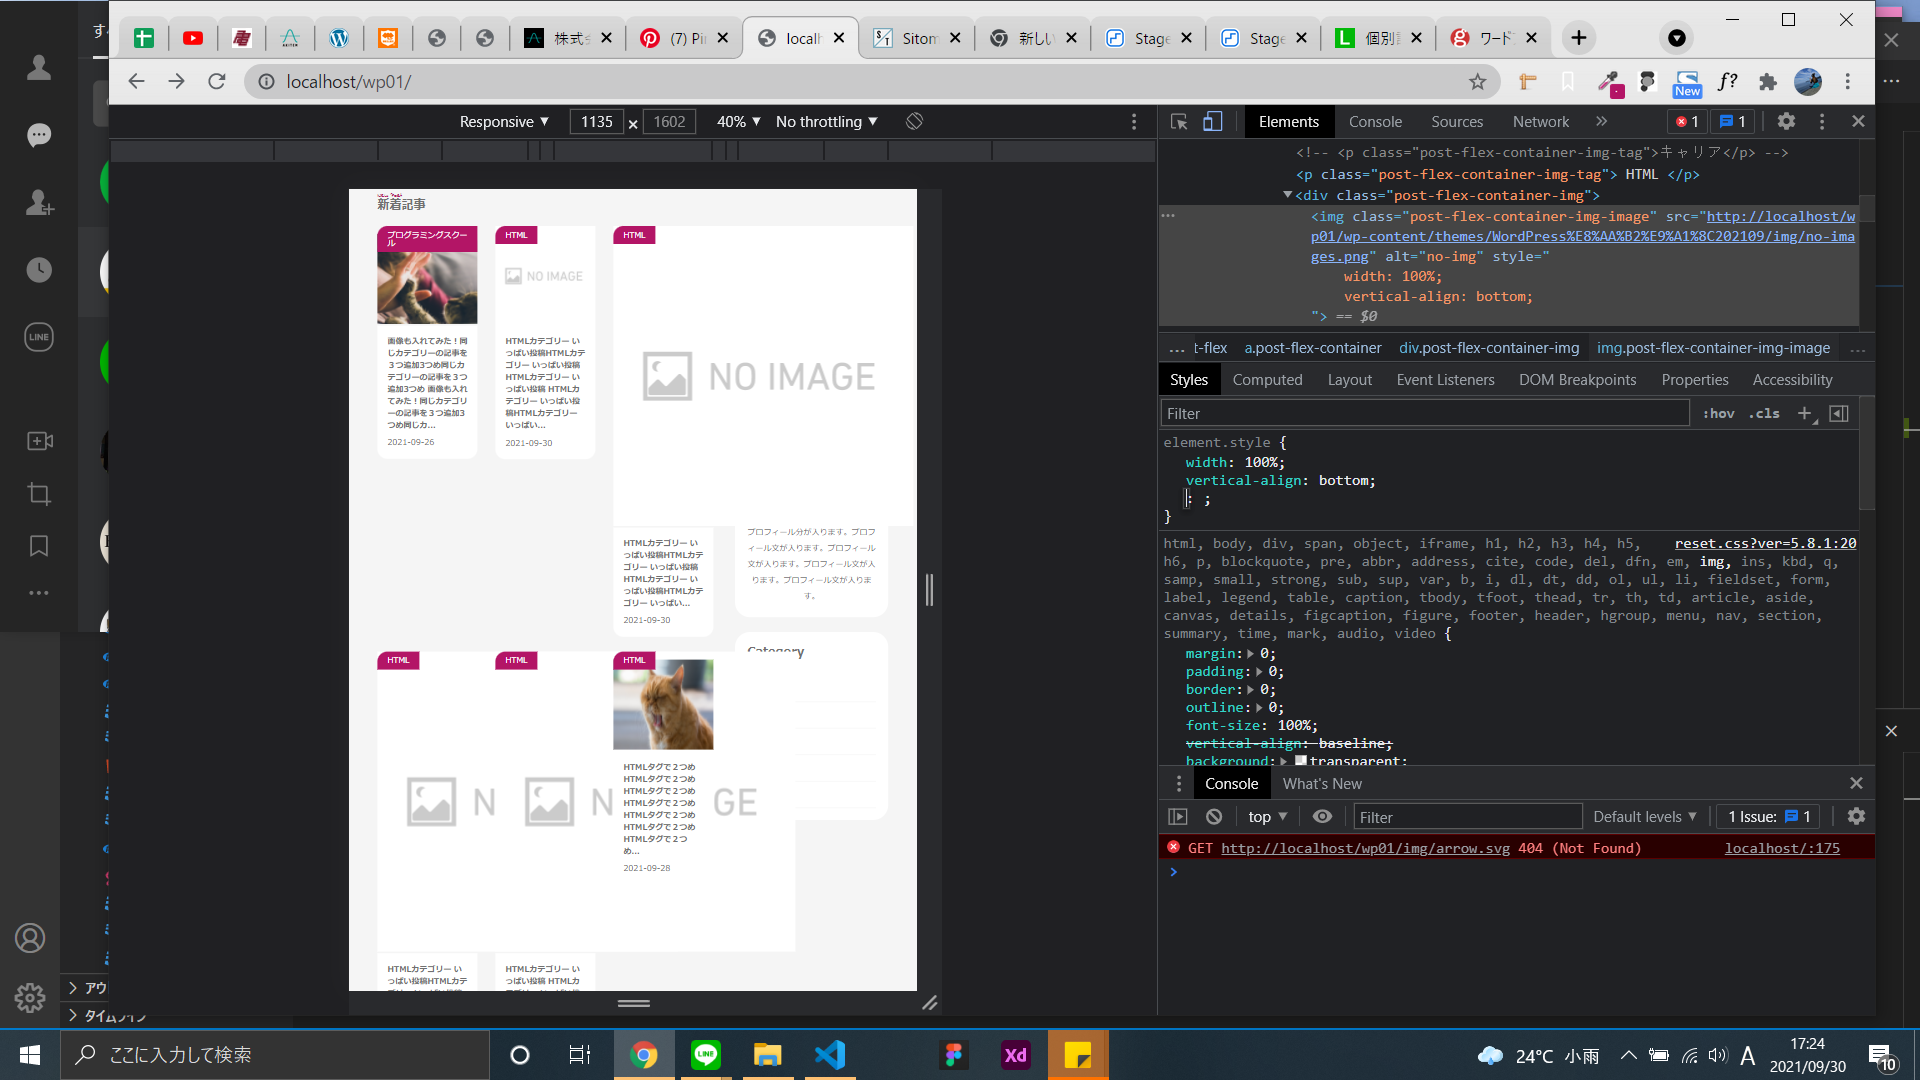 株式
(7) Pi
localh
Sitom
新しい
Stage
Stage
個別
ワード
localhost/wp01/
New
f?
LINE
Responsive ▼ 1135 × 1602 40% ▼ No throttling ▼
Elements Console Sources Network » 1 1
<!-- <p class="post-flex-container-img-tag">キャリア</p> -->
<p class="post-flex-container-img-tag"> HTML </p>
▼<div class="post-flex-container-img">
<img class="post-flex-container-img-image" src="http://localhost/w
p01/wp-content/themes/WordPress%E8%AA%B2%E9%A1%8C202109/img/no-ima
ges.png" alt="no-img" style="
width: 100%;
vertical-align: bottom;
"> == $0
... t-flex a.post-flex-container div.post-flex-container-img img.post-flex-container-img-image ...
Styles Computed Layout Event Listeners DOM Breakpoints Properties Accessibility
Filter :hov .cls +
element.style {
width: 100%;
vertical-align: bottom;
: ;
}
html, body, div, span, object, iframe, h1, h2, h3, h4, h5, reset.css?ver=5.8.1:20
h6, p, blockquote, pre, abbr, address, cite, code, del, dfn, em, img, ins, kbd, q,
samp, small, strong, sub, sup, var, b, i, dl, dt, dd, ol, ul, li, fieldset, form,
label, legend, table, caption, tbody, tfoot, thead, tr, th, td, article, aside,
canvas, details, figcaption, figure, footer, header, hgroup, menu, nav, section,
summary, time, mark, audio, video {
margin:▶ 0;
padding:▶ 0;
border:▶ 0;
outline:▶ 0;
font-size: 100%;
vertical-align: baseline;
background:▶ transparent;
Console What's New
top ▼ Filter Default levels ▼ 1 Issue: 1
GET http://localhost/wp01/img/arrow.svg 404 (Not Found) localhost/:175
新着記事
プログラミングスクー
ル
画像も入れてみた！同
じカテゴリーの記事を
３つ追加3つめ同じカ
テゴリーの記事を３つ
追加3つめ 画像も入れ
てみた！同じカテゴリ
ーの記事を３つ追加3
つめ同じカ...
2021-09-26
HTML
NO IMAGE
HTMLカテゴリー い
っぱい投稿HTMLカテ
ゴリー いっぱい投稿
HTMLカテゴリー い
っぱい投稿 HTMLカ
テゴリー いっぱい投
稿HTMLカテゴリー
いっぱい...
2021-09-30
HTML
NO IMAGE
HTMLカテゴリー い
っぱい投稿HTMLカテ
ゴリー いっぱい投稿
HTMLカテゴリー い
っぱい投稿HTMLカテ
ゴリー いっぱい...
2021-09-30
プロフィール分が入ります。プロフ
ィール文が入ります。プロフィール
文が入ります。プロフィール文が入
ります。プロフィール文が入りま
す。
Category
HTML
HTML
HTML
N
N
GE
HTMLタグで２つめ
HTMLタグで２つめ
HTMLタグで２つめ
HTMLタグで２つめ
HTMLタグで２つめ
HTMLタグで２つめ
HTMLタグで２つ
め...
2021-09-28
HTMLカテゴリー い
っぱい投稿HTMLカテ
HTMLカテゴリー い
っぱい投稿 HTMLカ
アウ
タイムライン
ここに入力して検索
Xd
24°C 小雨
A
17:24
2021/09/30
10